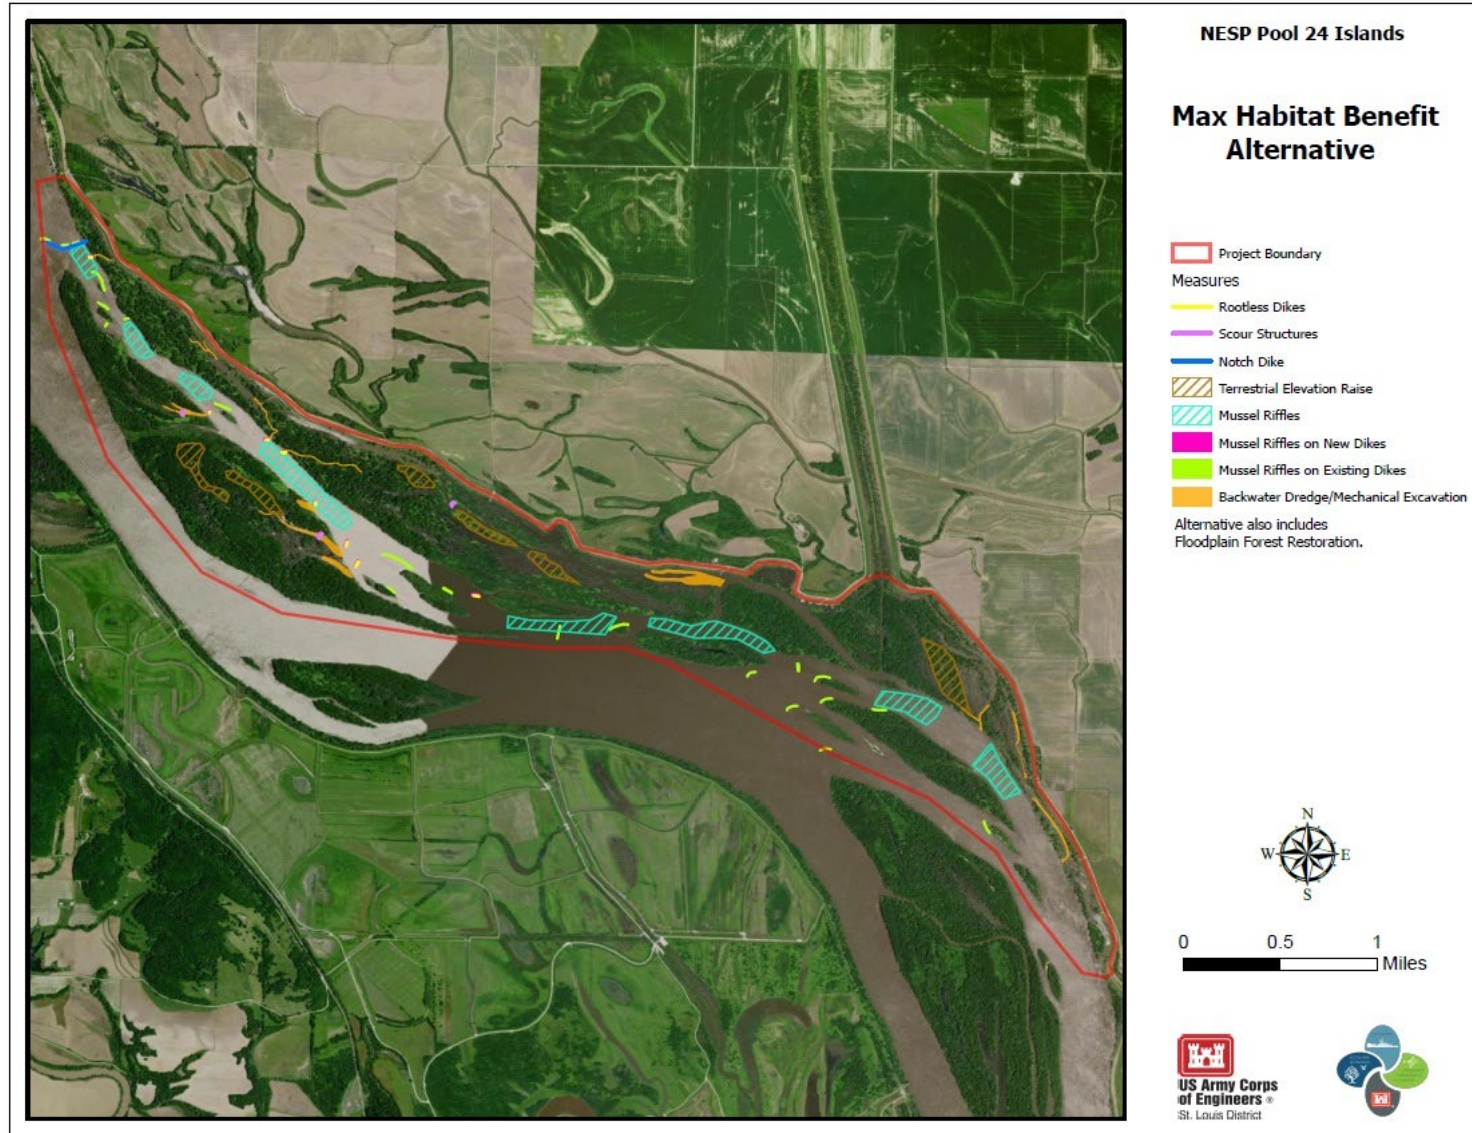 NESP Pool 24 Islands
Max Habitat Benefit
Alternative
Project Boundary
Measures
Rootless Dikes
Scour Structures
Notch Dike
Terrestrial Elevation Raise
Mussel Riffles
Mussel Riffles on New Dikes
Mussel Riffles on Existing Dikes
Backwater Dredge/Mechanical Excavation
Alternative also includes
Floodplain Forest Restoration.
N
W E
S
0 0.5 1
Miles
US Army Corps
of Engineers ®
St. Louis District